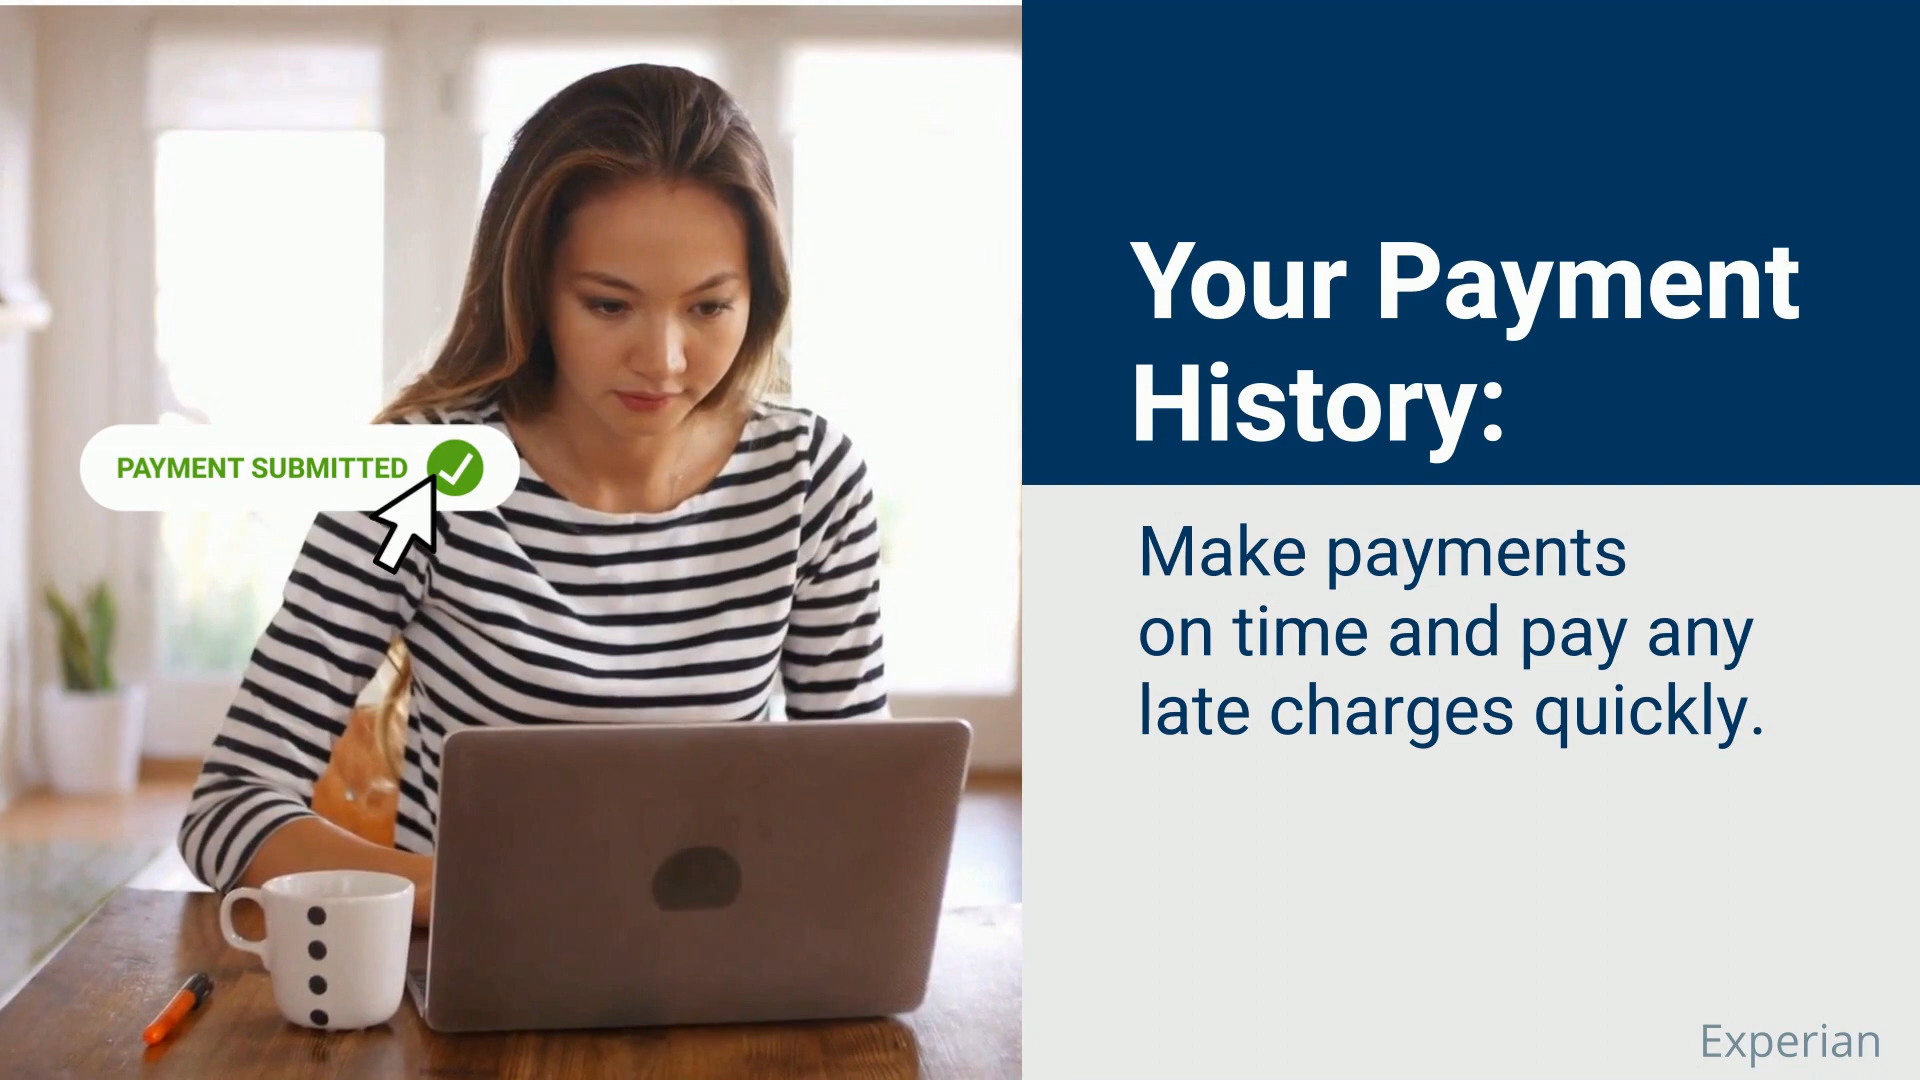 PAYMENT SUBMITTED
Your Payment
History:
Make payments
on time and pay any
late charges quickly.
Experian